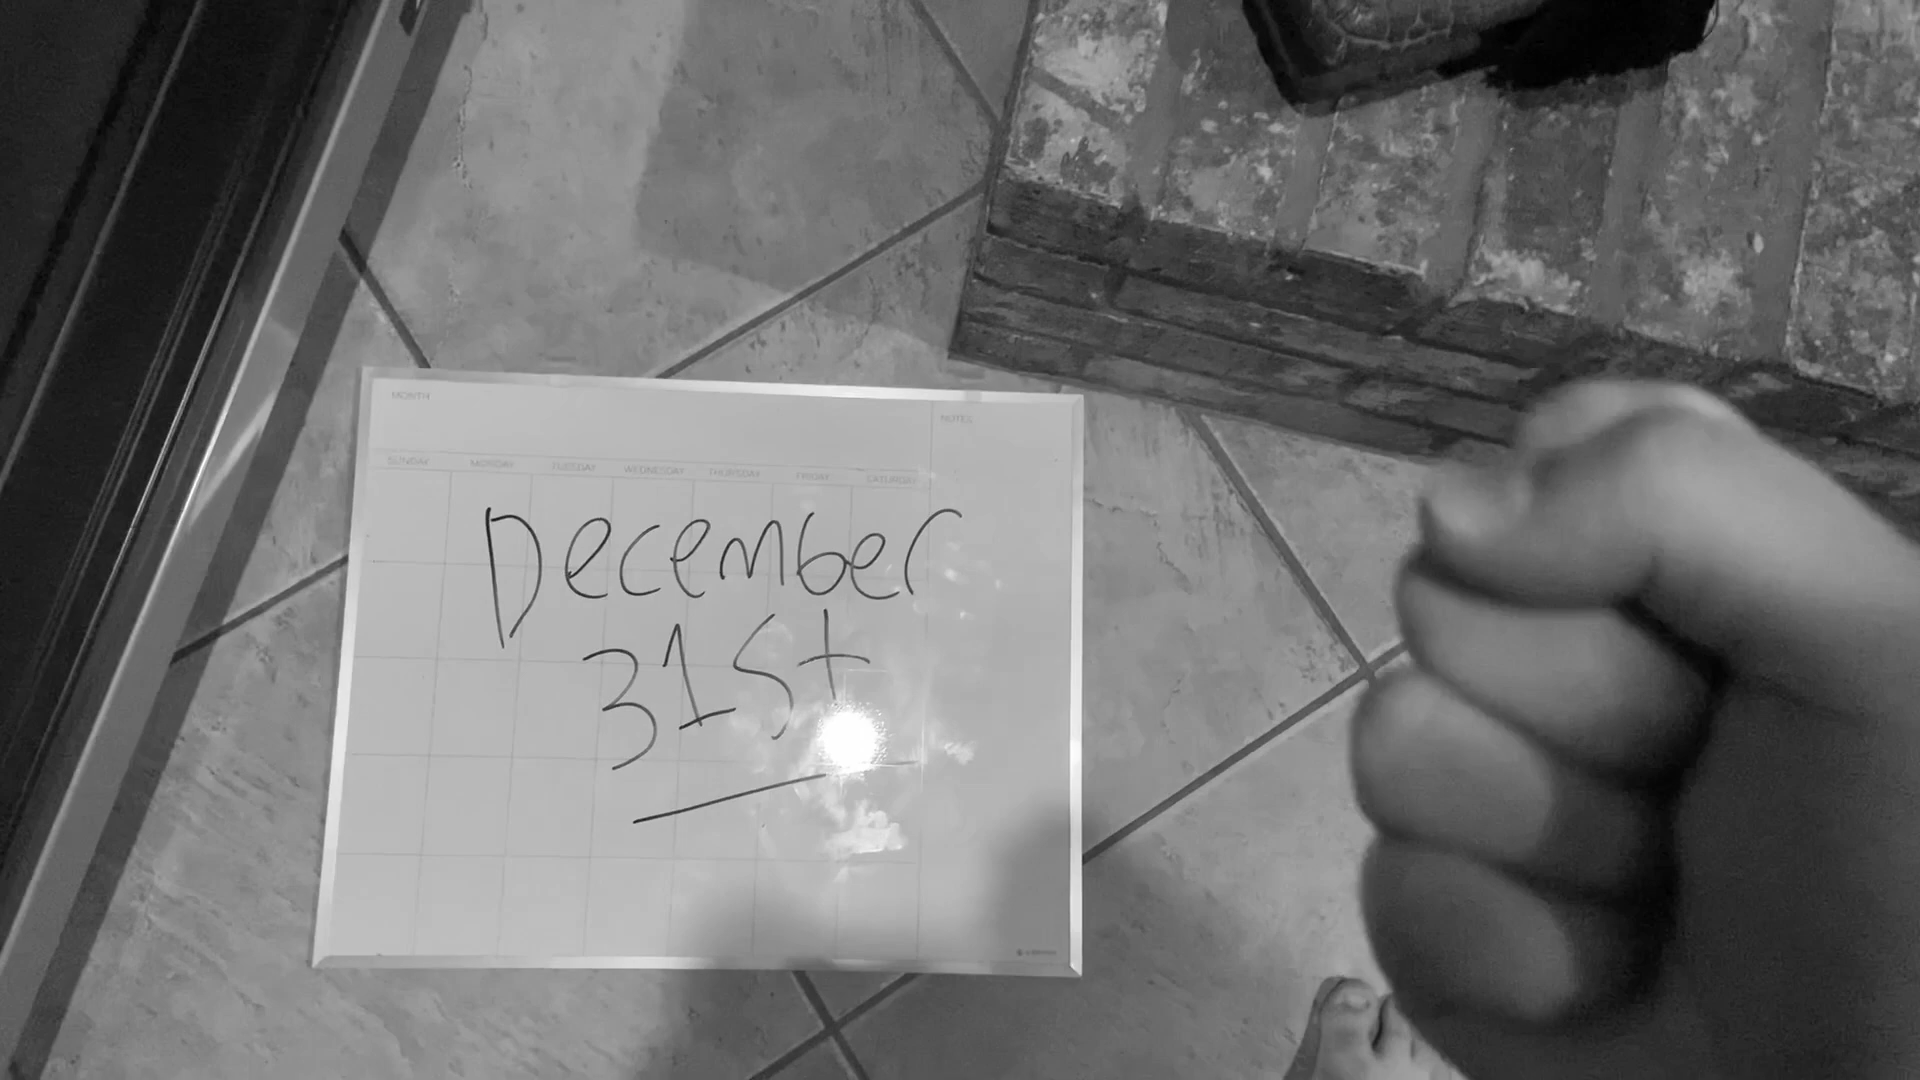 MONTH
NOTES
SUNDAY MONDAY TUESDAY WEDNESDAY THURSDAY FRIDAY SATURDAY
December
31st